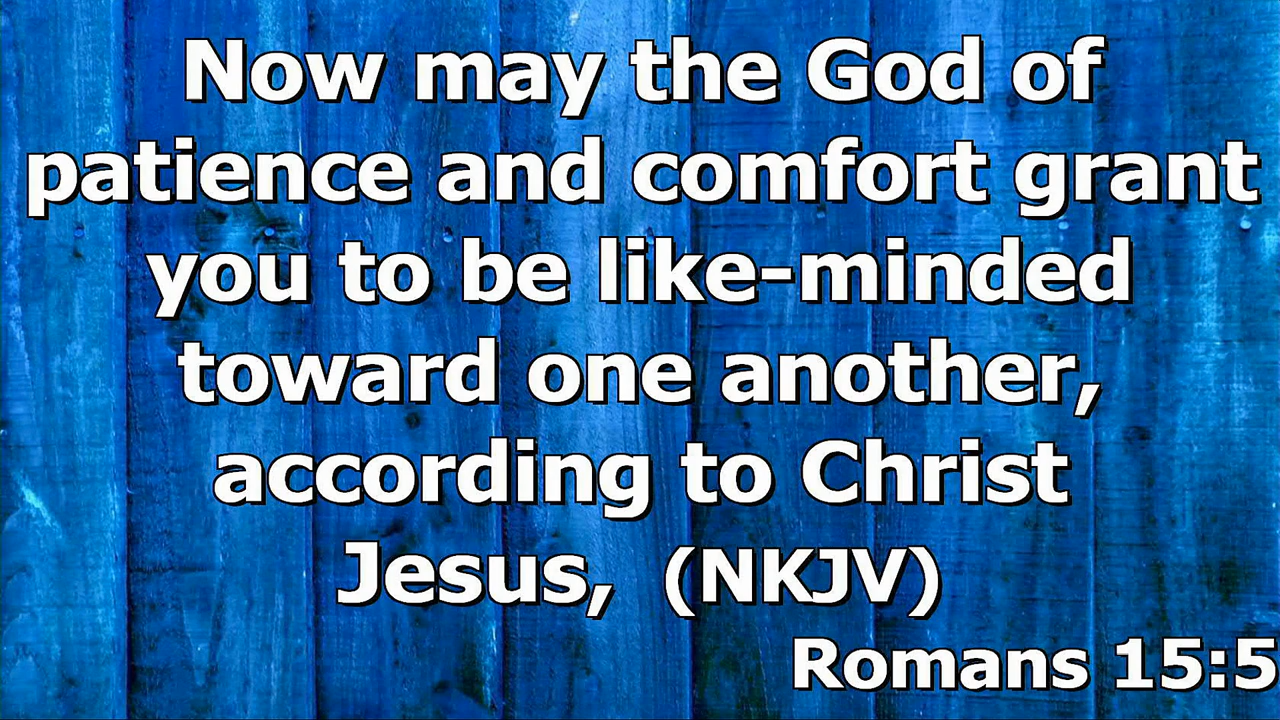 Now may the God of
patience and comfort grant
you to be like-minded
toward one another,
according to Christ
Jesus, (NKJV)
Romans 15:5